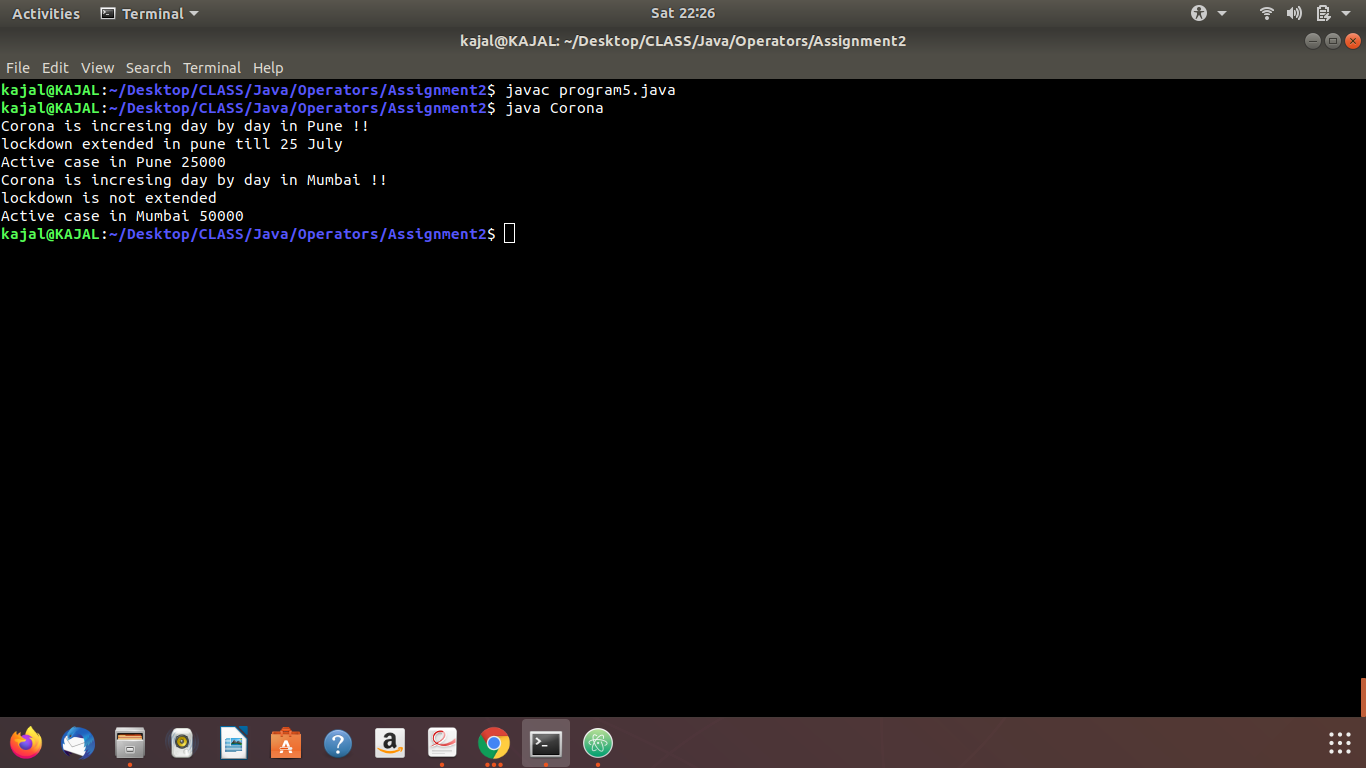 Activities Terminal Sat 22:26
kajal@KAJAL: ~/Desktop/CLASS/Java/Operators/Assignment2
File Edit View Search Terminal Help
kajal@KAJAL:~/Desktop/CLASS/Java/Operators/Assignment2$ javac program5.java
kajal@KAJAL:~/Desktop/CLASS/Java/Operators/Assignment2$ java Corona
Corona is incresing day by day in Pune !!
lockdown extended in pune till 25 July
Active case in Pune 25000
Corona is incresing day by day in Mumbai !!
lockdown is not extended
Active case in Mumbai 50000
kajal@KAJAL:~/Desktop/CLASS/Java/Operators/Assignment2$